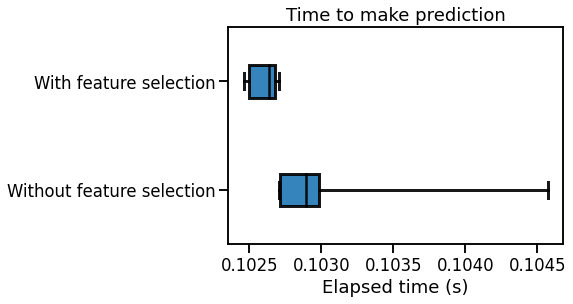 Time to make prediction
With feature selection
Without feature selection
0.1025 0.1030 0.1035 0.1040 0.1045
Elapsed time (s)